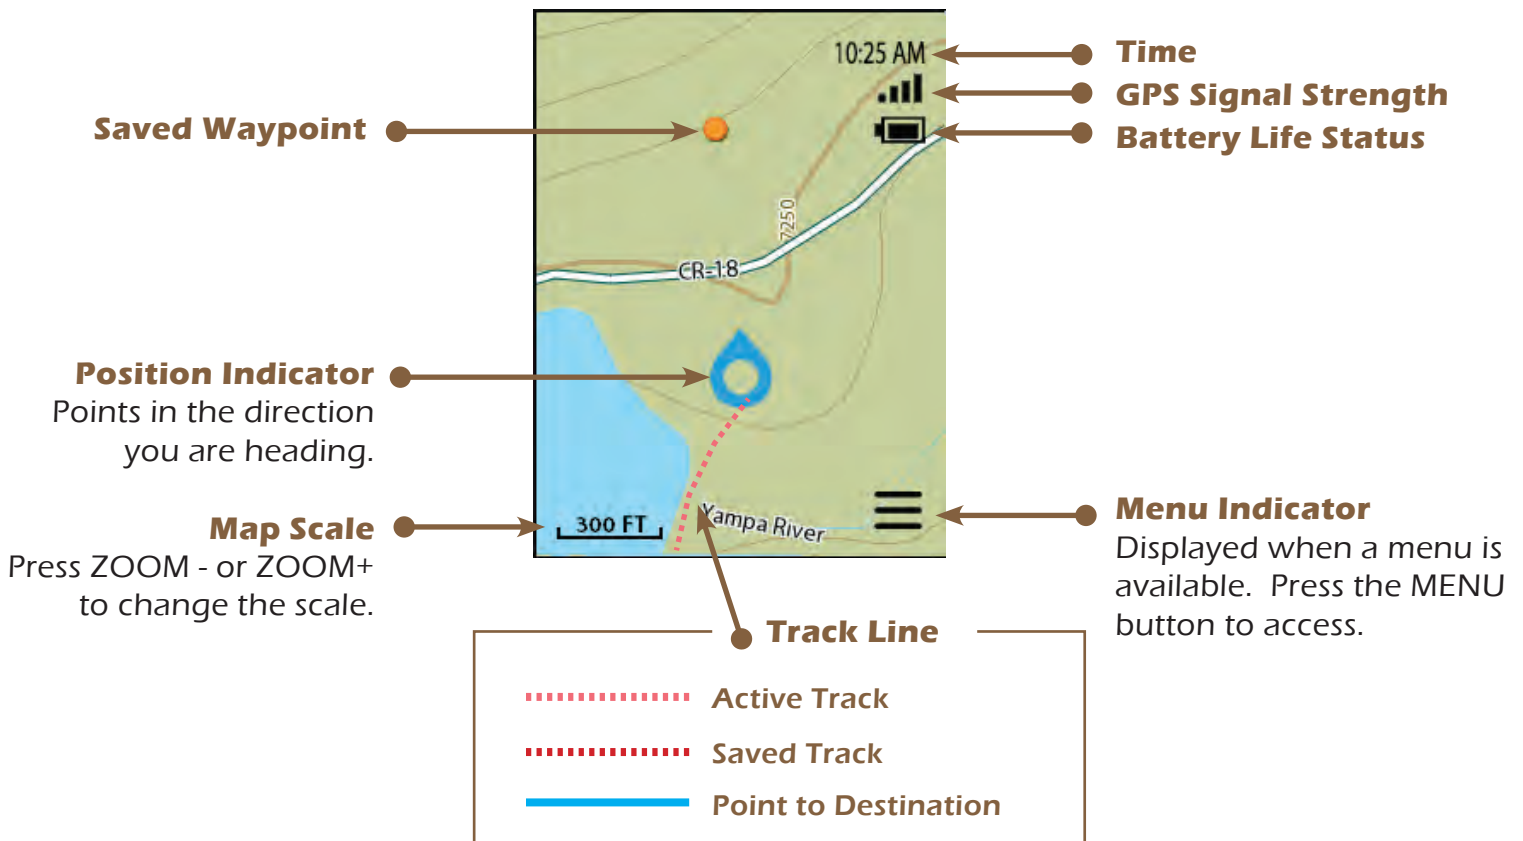 10:25 AM
Time
GPS Signal Strength
Battery Life Status
Saved Waypoint
7250
CR-18
Position Indicator
Points in the direction
you are heading.
Map Scale
Press ZOOM - or ZOOM+
to change the scale.
300 FT
Yampa River
Menu Indicator
Displayed when a menu is
available.  Press the MENU
button to access.
Track Line
Active Track
Saved Track
Point to Destination